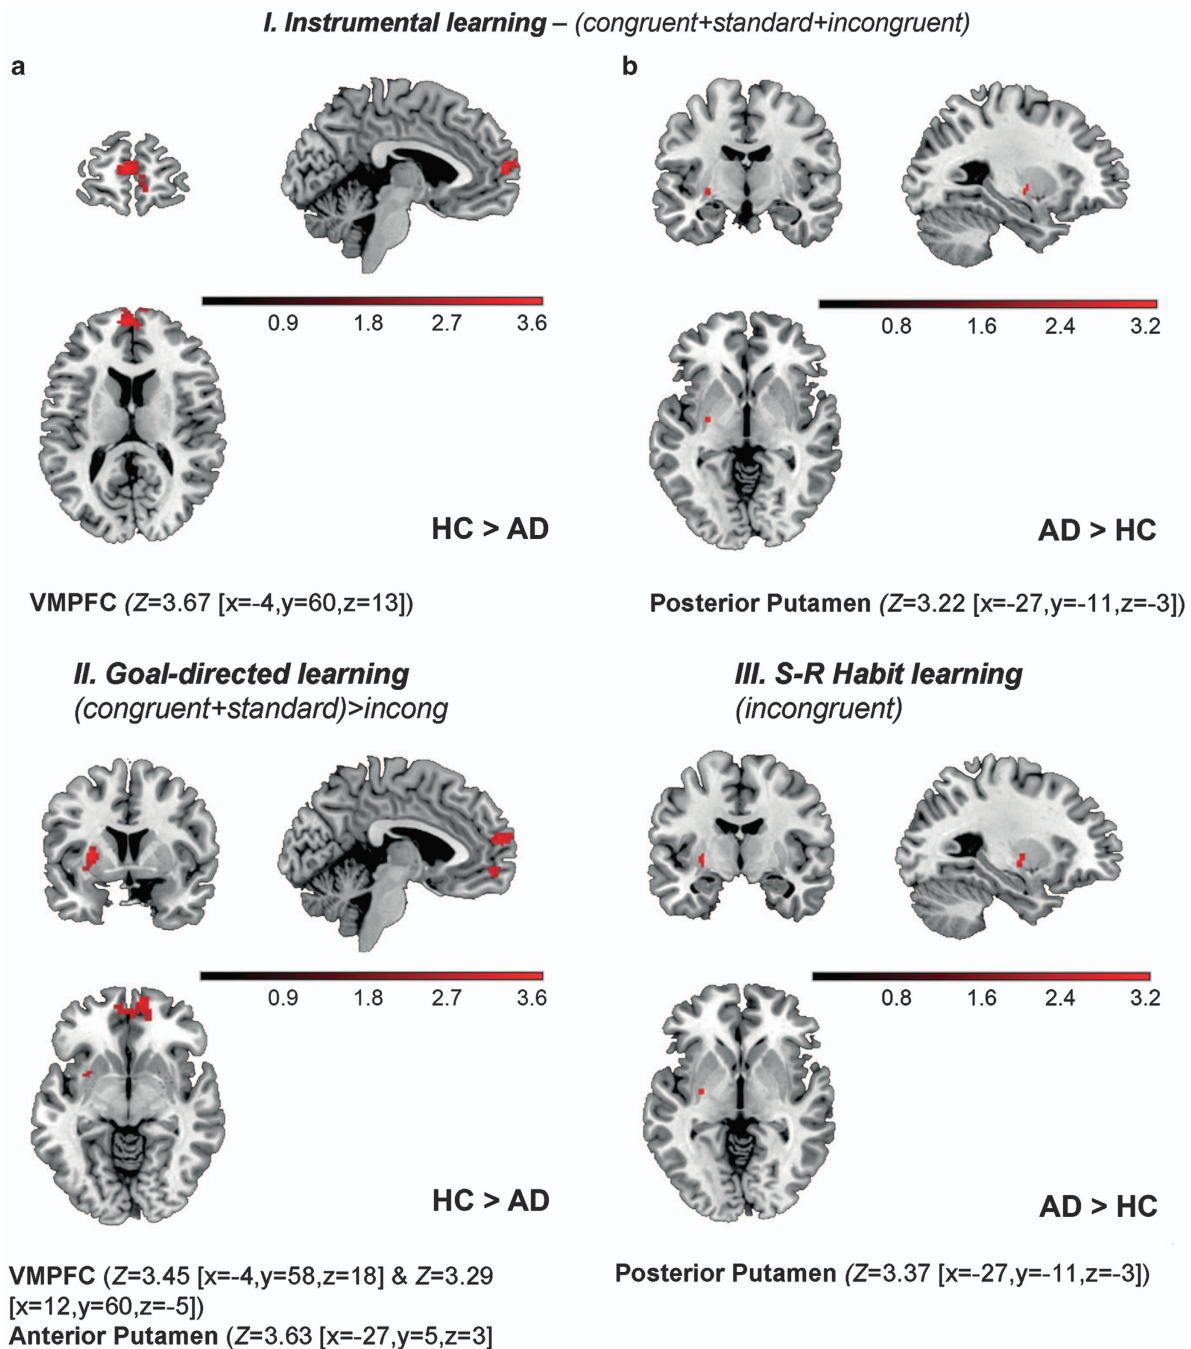 I. Instrumental learning – (congruent+standard+incongruent)
a
b
0.9 1.8 2.7 3.6
0.8 1.6 2.4 3.2
HC > AD
AD > HC
VMPFC (Z=3.67 [x=-4,y=60,z=13])
Posterior Putamen (Z=3.22 [x=-27,y=-11,z=-3])
II. Goal-directed learning
(congruent+standard)>incong
III. S-R Habit learning
(incongruent)
0.9 1.8 2.7 3.6
0.8 1.6 2.4 3.2
HC > AD
AD > HC
VMPFC (Z=3.45 [x=-4,y=58,z=18] & Z=3.29
[x=12,y=60,z=-5])
Anterior Putamen (Z=3.63 [x=-27,y=5,z=3]
Posterior Putamen (Z=3.37 [x=-27,y=-11,z=-3])